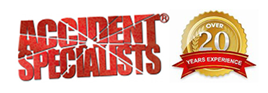 ACCIDENT®
SPECIALISTS
OVER
20
YEARS EXPERIENCE